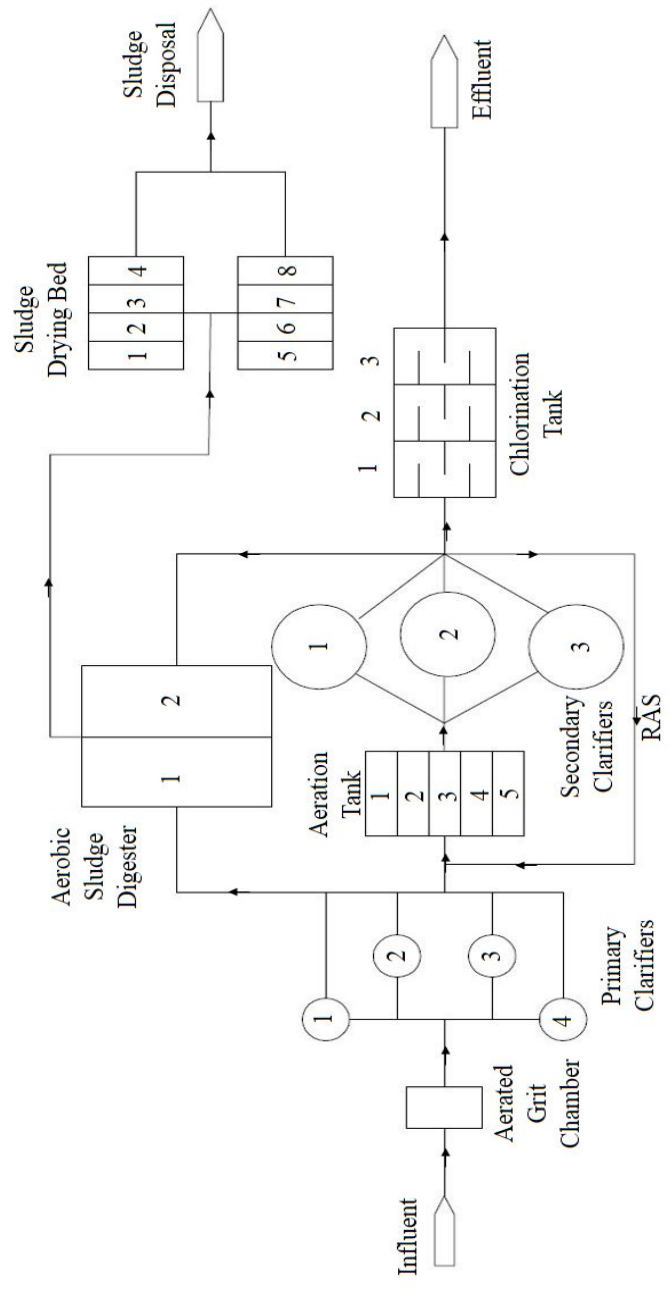 Influent
Aerated
Grit
Chamber
1
2
3
4
Primary
Clarifiers
Aerobic
Sludge
Digester
1
2
Aeration
Tank
1
2
3
4
5
1
2
3
Secondary
Clarifiers
RAS
Sludge
Drying Bed
1 2 3 4
5 6 7 8
1 2 3
Chlorination
Tank
Sludge
Disposal
Effluent